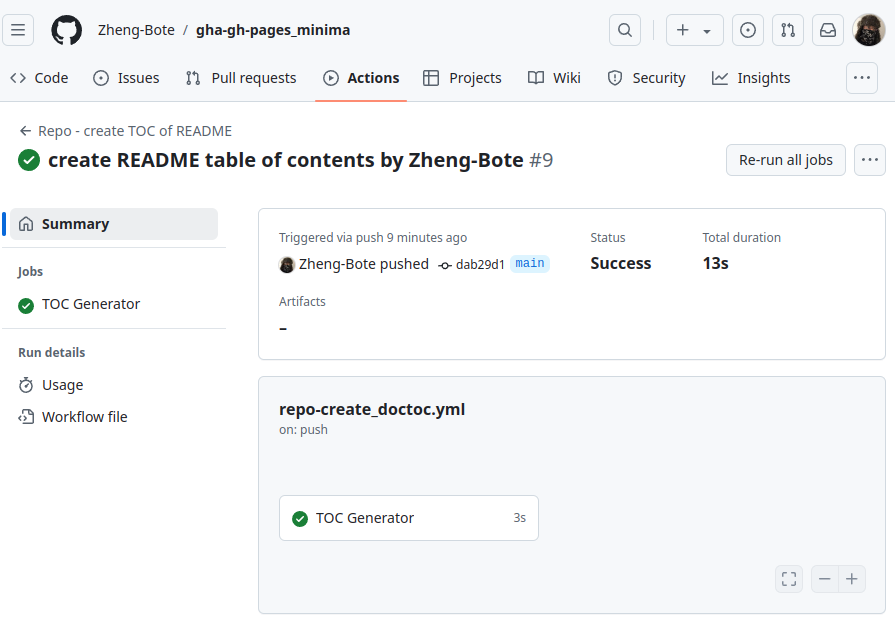 Zheng-Bote / gha-gh-pages_minima
Code Issues Pull requests Actions Projects Wiki Security Insights
Repo - create TOC of README
create README table of contents by Zheng-Bote #9
Re-run all jobs
Summary
Jobs
TOC Generator
Run details
Usage
Workflow file
Triggered via push 9 minutes ago
Zheng-Bote pushed dab29d1 main
Status
Success
Total duration
13s
Artifacts
–
repo-create_doctoc.yml
on: push
TOC Generator 3s